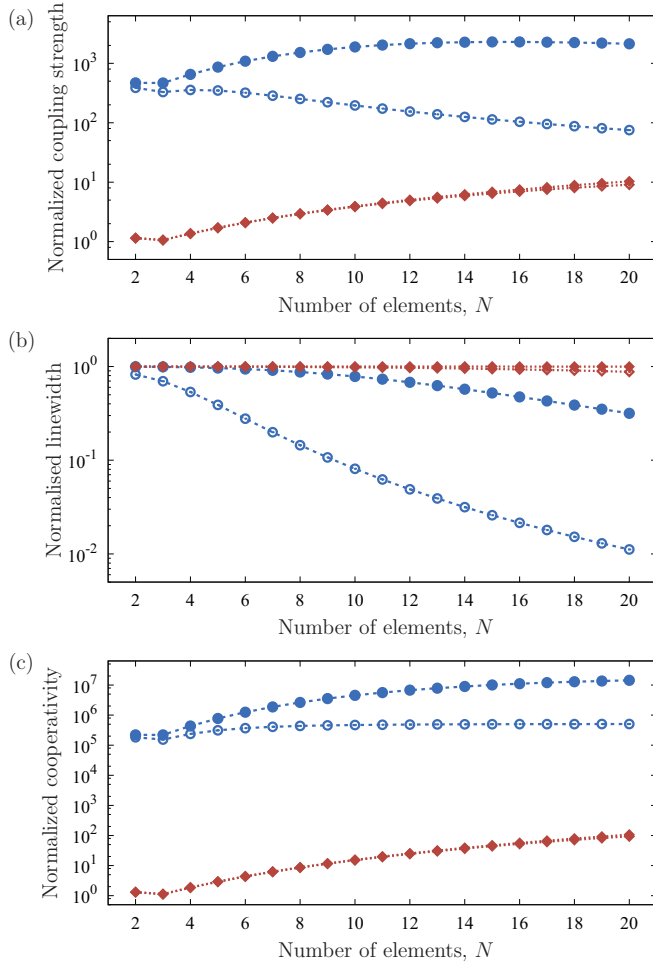 (a)
Normalized coupling strength
10^3
10^2
10^1
10^0
2 4 6 8 10 12 14 16 18 20
Number of elements, N
(b)
Normalised linewidth
10^0
10^-1
10^-2
2 4 6 8 10 12 14 16 18 20
Number of elements, N
(c)
Normalized cooperativity
10^7
10^6
10^5
10^4
10^3
10^2
10^1
10^0
2 4 6 8 10 12 14 16 18 20
Number of elements, N